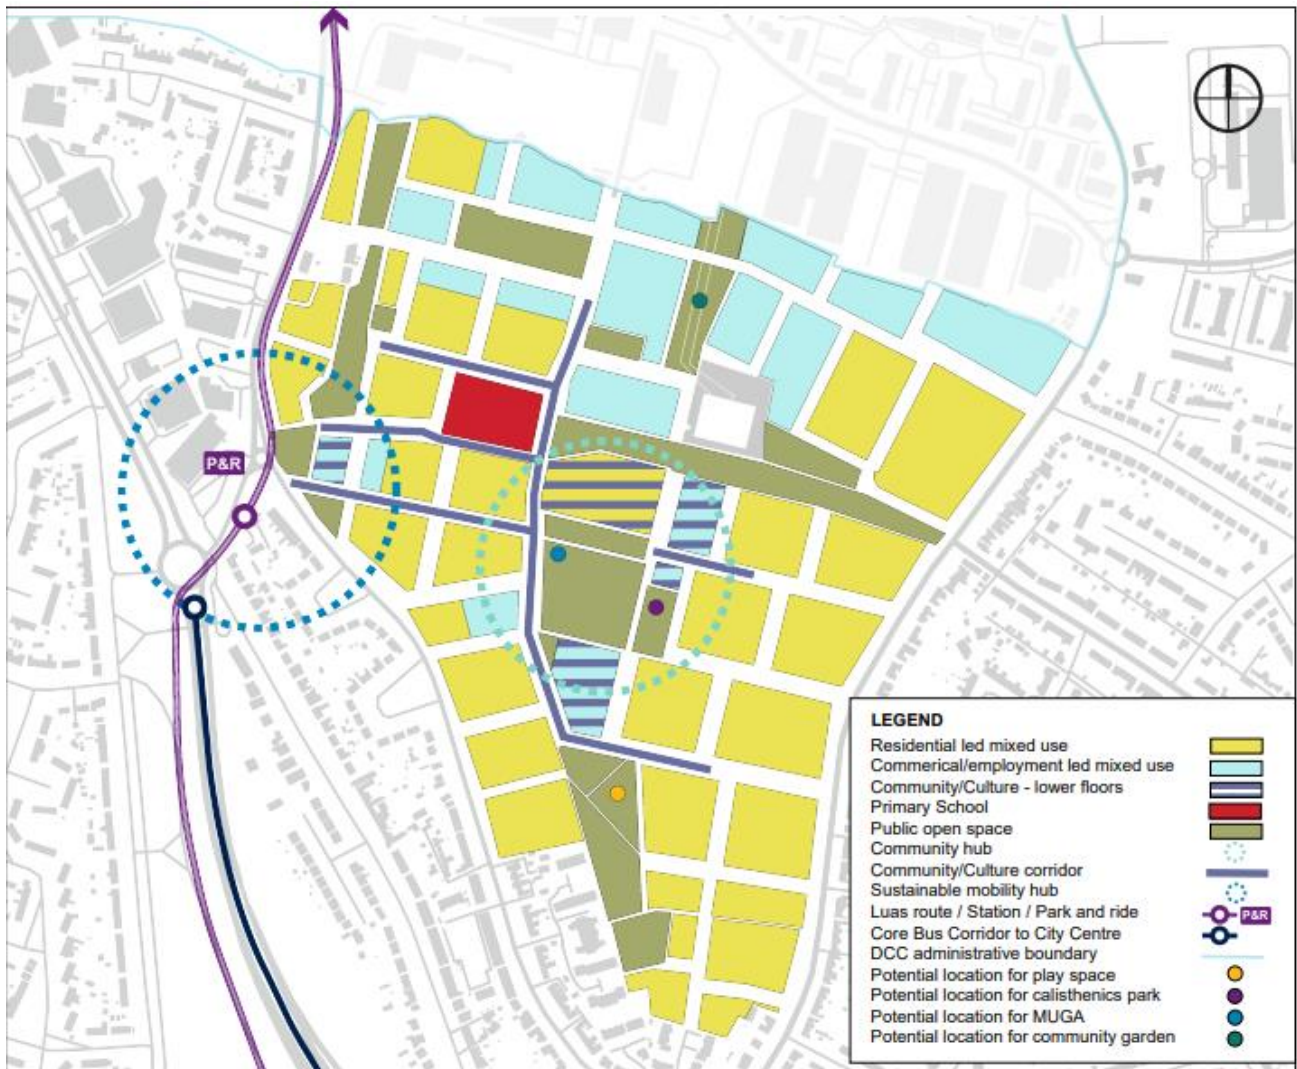 P&R
LEGEND
Residential led mixed use
Commerical/employment led mixed use
Community/Culture - lower floors
Primary School
Public open space
Community hub
Community/Culture corridor
Sustainable mobility hub
Luas route / Station / Park and ride P&R
Core Bus Corridor to City Centre
DCC administrative boundary
Potential location for play space
Potential location for calisthenics park
Potential location for MUGA
Potential location for community garden